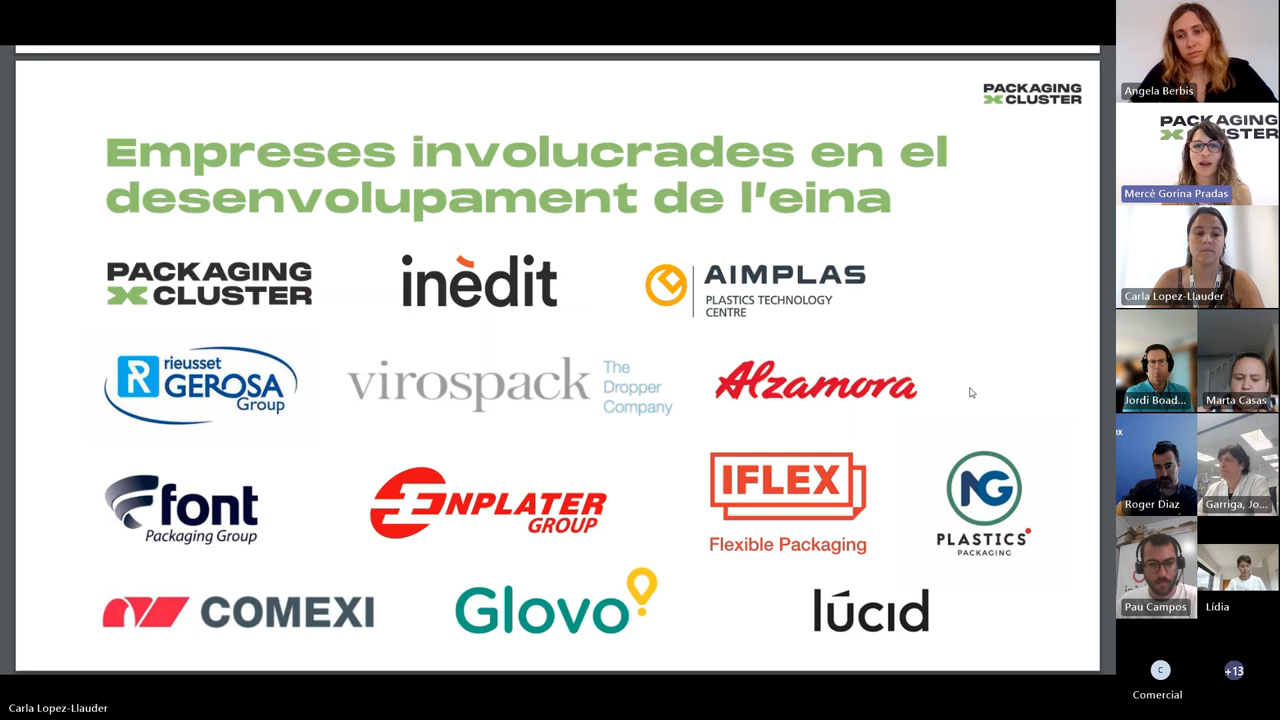 PACKAGING
CLUSTER
Empreses involucrades en el
desenvolupament de l'eina
PACKAGING
CLUSTER
inèdit
AIMPLAS
PLASTICS TECHNOLOGY
CENTRE
R
rieusset
GEROSA
Group
virospack
The
Dropper
Company
Alzamora
font
Packaging Group
ENPLATER
GROUP
IFLEX
Flexible Packaging
NG
PLASTICS
PACKAGING
COMEXI
Glovo
lúcid
Angela Berbis
PACKAGING
CLUSTER
Mercè Gorina Pradas
Carla Lopez-Llauder
Jordi Boad...
Marta Casas
Roger Diaz
Garriga, Jo...
Pau Campos
Lídia
C
+13
Comercial
Carla Lopez-Llauder